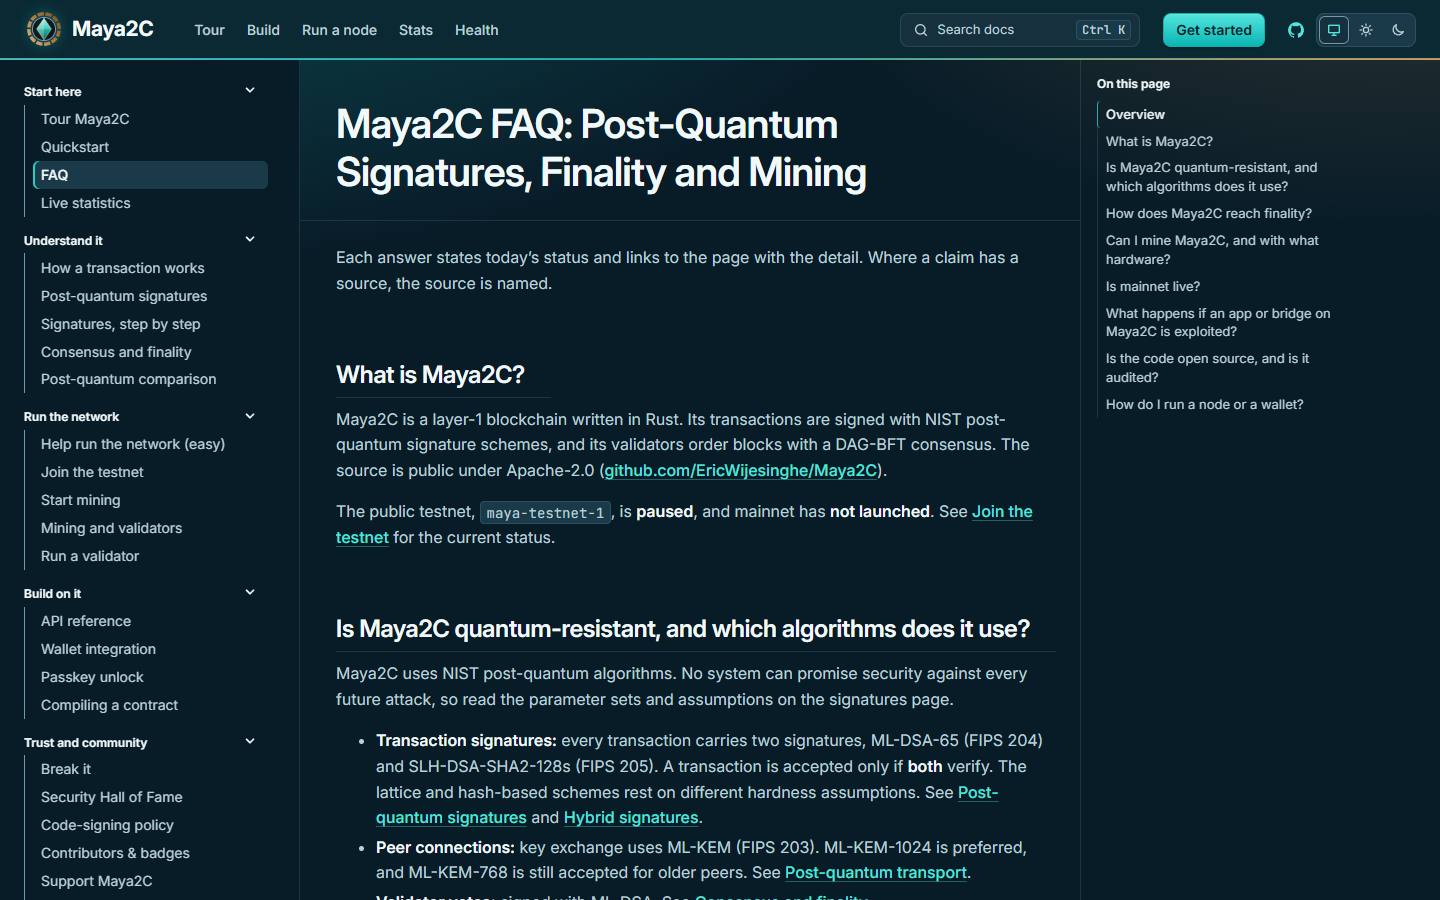 Maya2C
Tour
Build
Run a node
Stats
Health
Search docs
Ctrl K
Get started
Start here
Tour Maya2C
Quickstart
FAQ
Live statistics
Understand it
How a transaction works
Post-quantum signatures
Signatures, step by step
Consensus and finality
Post-quantum comparison
Run the network
Help run the network (easy)
Join the testnet
Start mining
Mining and validators
Run a validator
Build on it
API reference
Wallet integration
Passkey unlock
Compiling a contract
Trust and community
Break it
Security Hall of Fame
Code-signing policy
Contributors & badges
Support Maya2C
Maya2C FAQ: Post-Quantum
Signatures, Finality and Mining
Each answer states today's status and links to the page with the detail. Where a claim has a
source, the source is named.
What is Maya2C?
Maya2C is a layer-1 blockchain written in Rust. Its transactions are signed with NIST post-
quantum signature schemes, and its validators order blocks with a DAG-BFT consensus. The
source is public under Apache-2.0 (github.com/EricWijesinghe/Maya2C).
The public testnet, maya-testnet-1, is paused, and mainnet has not launched. See Join the
testnet for the current status.
Is Maya2C quantum-resistant, and which algorithms does it use?
Maya2C uses NIST post-quantum algorithms. No system can promise security against every
future attack, so read the parameter sets and assumptions on the signatures page.
• Transaction signatures: every transaction carries two signatures, ML-DSA-65 (FIPS 204)
and SLH-DSA-SHA2-128s (FIPS 205). A transaction is accepted only if both verify. The
lattice and hash-based schemes rest on different hardness assumptions. See Post-
quantum signatures and Hybrid signatures.
• Peer connections: key exchange uses ML-KEM (FIPS 203). ML-KEM-1024 is preferred,
and ML-KEM-768 is still accepted for older peers. See Post-quantum transport.
Validator votes: signed with ML-DSA. See Consensus and finality.
On this page
Overview
What is Maya2C?
Is Maya2C quantum-resistant, and
which algorithms does it use?
How does Maya2C reach finality?
Can I mine Maya2C, and with what
hardware?
Is mainnet live?
What happens if an app or bridge on
Maya2C is exploited?
Is the code open source, and is it
audited?
How do I run a node or a wallet?